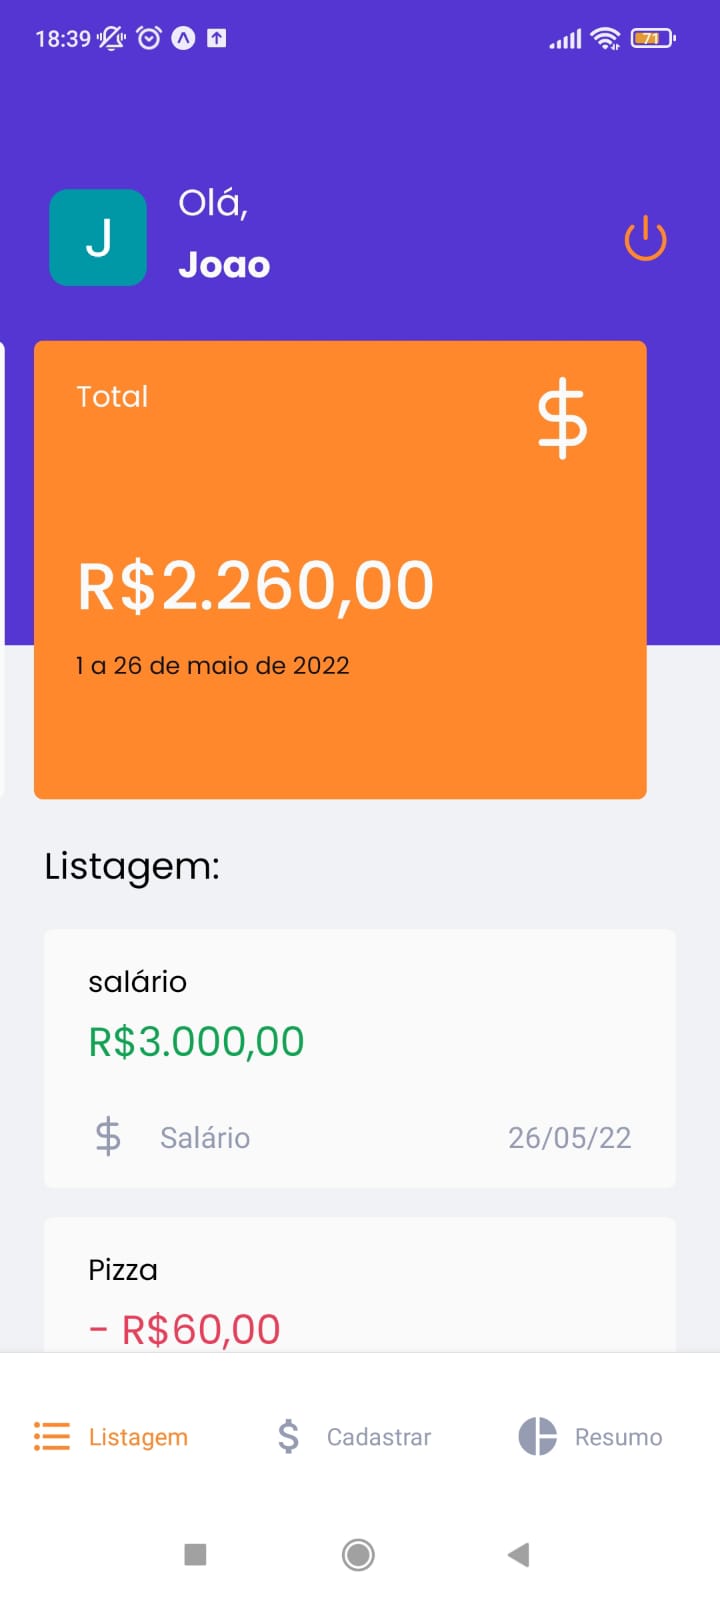 18:39
71
J
Olá,
Joao
Total
$
R$2.260,00
1 a 26 de maio de 2022
Listagem:
salário
R$3.000,00
$ Salário 26/05/22
Pizza
- R$60,00
Listagem $ Cadastrar Resumo